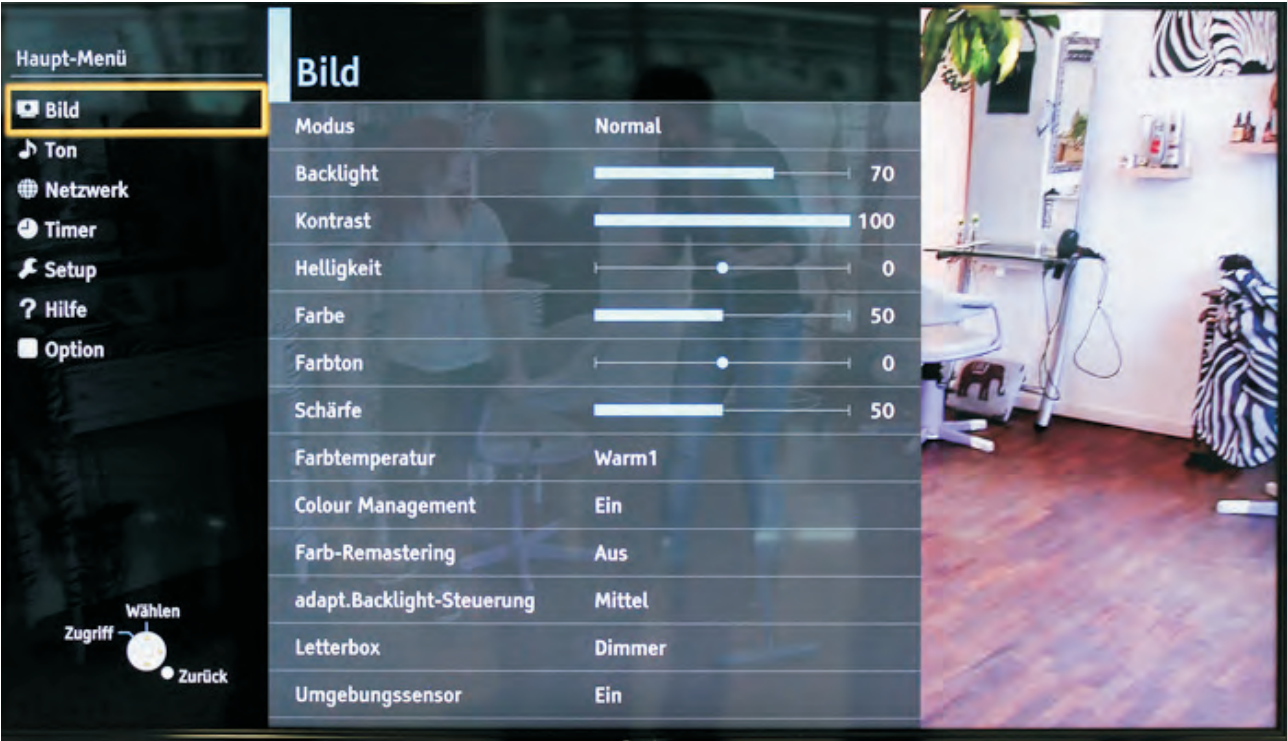 Haupt-Menü
Bild
Ton
Netzwerk
Timer
Setup
? Hilfe
Option
Wählen
Zugriff
Zurück
Bild
Modus Normal
Backlight 70
Kontrast 100
Helligkeit 0
Farbe 50
Farbton 0
Schärfe 50
Farbtemperatur Warm1
Colour Management Ein
Farb-Remastering Aus
adapt.Backlight-Steuerung Mittel
Letterbox Dimmer
Umgebungssensor Ein